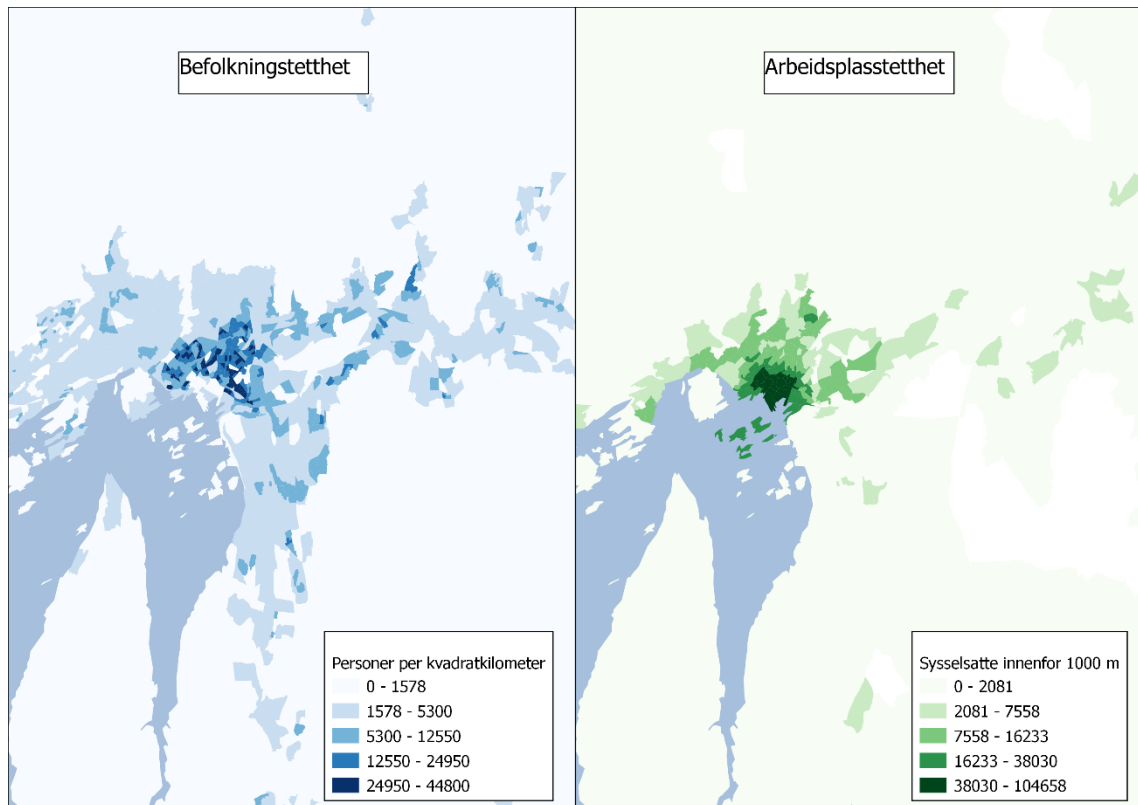 Befolkningstetthet
Arbeidsplasstetthet
Personer per kvadratkilometer
0 - 1578
1578 - 5300
5300 - 12550
12550 - 24950
24950 - 44800
Sysselsatte innenfor 1000 m
0 - 2081
2081 - 7558
7558 - 16233
16233 - 38030
38030 - 104658